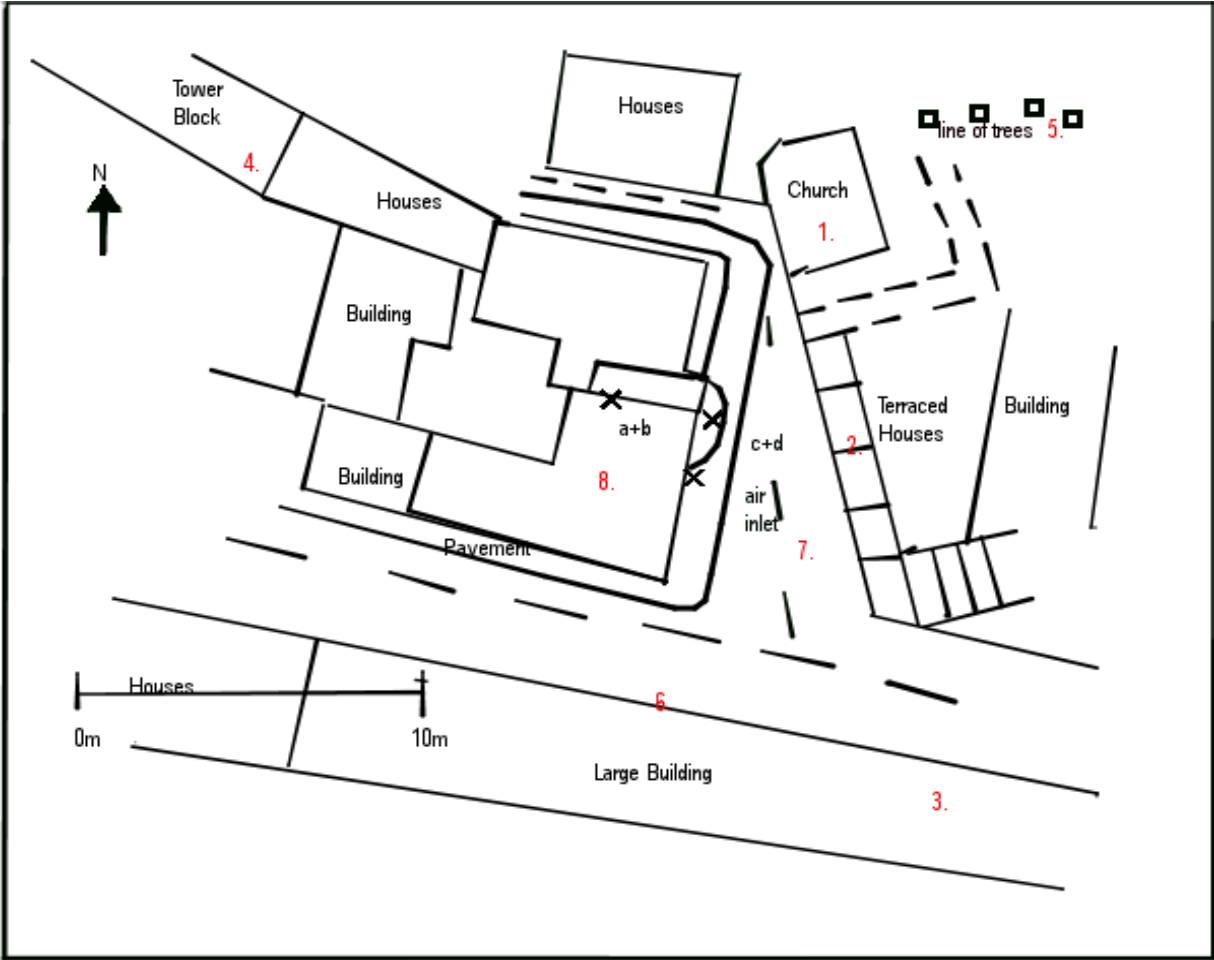 Tower
Block
4.
N
Houses
Houses
line of trees
5.
Church
1.
Building
a+b
c+d
8.
air
inlet
7.
Terraced
Houses
2.
Building
Building
Pavement
Houses
0m
10m
6
Large Building
3.